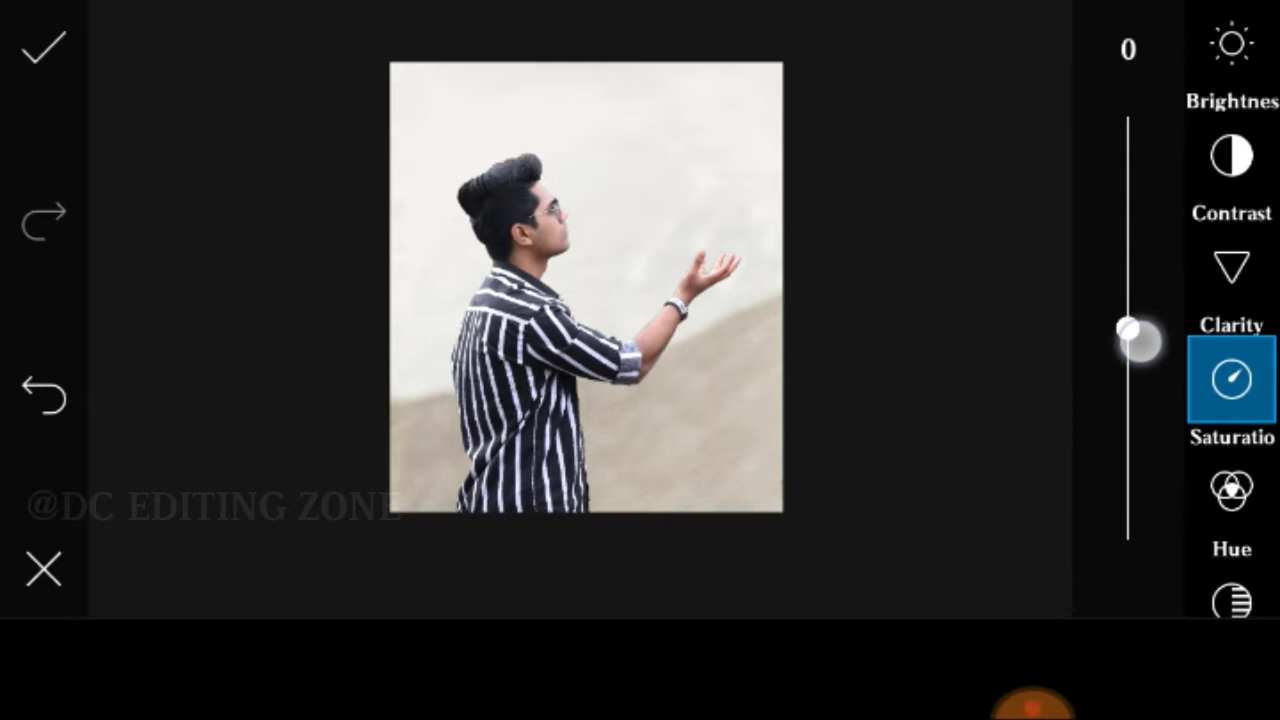 0
Brightnes
Contrast
Clarity
Saturatio
Hue
@DC EDITING ZONE